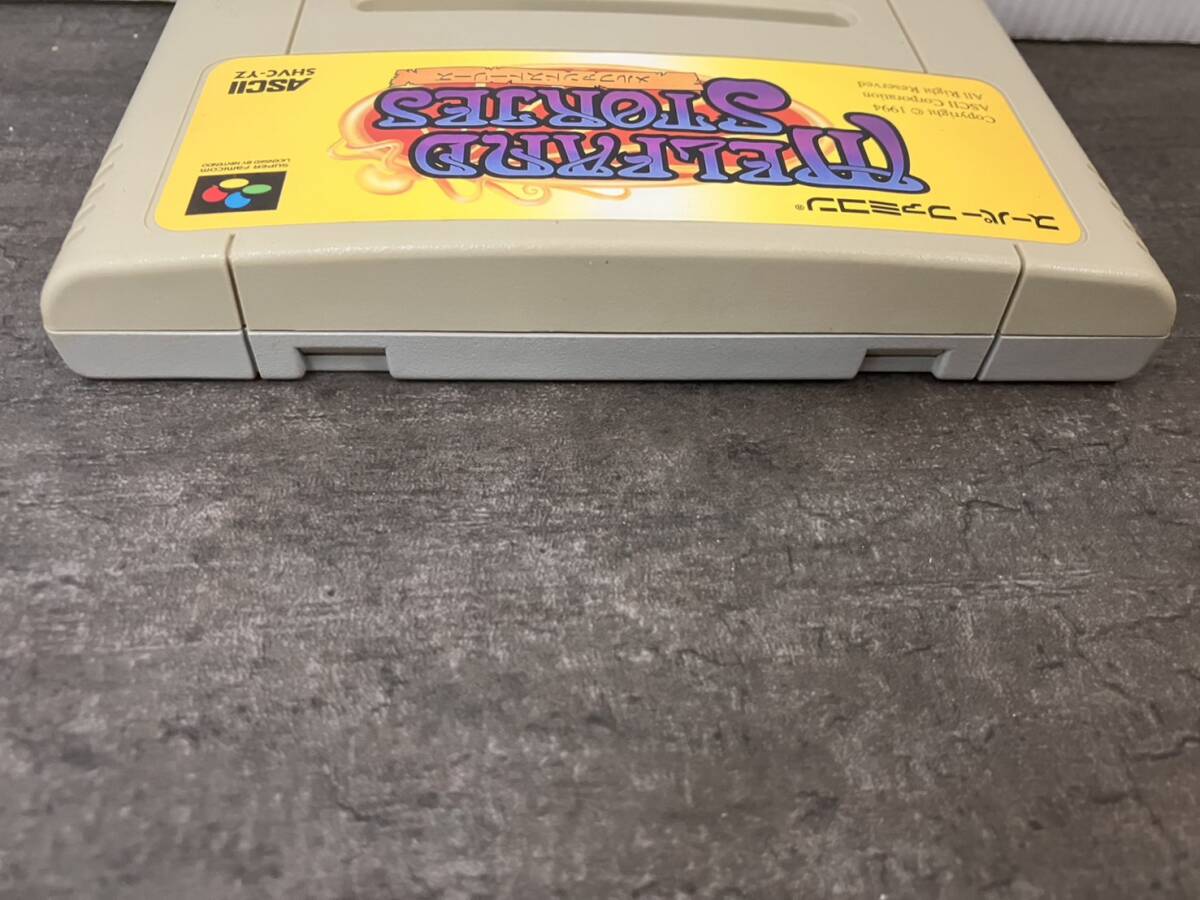 スーパーファミコン®
MELFAND
STORIES
メルファンドストーリーズ
Copyright © 1994
ASCII Corporation
All Right Reserved
SUPER FAMICOM
LICENSED BY NINTENDO
ASCII
SHVC-YZ